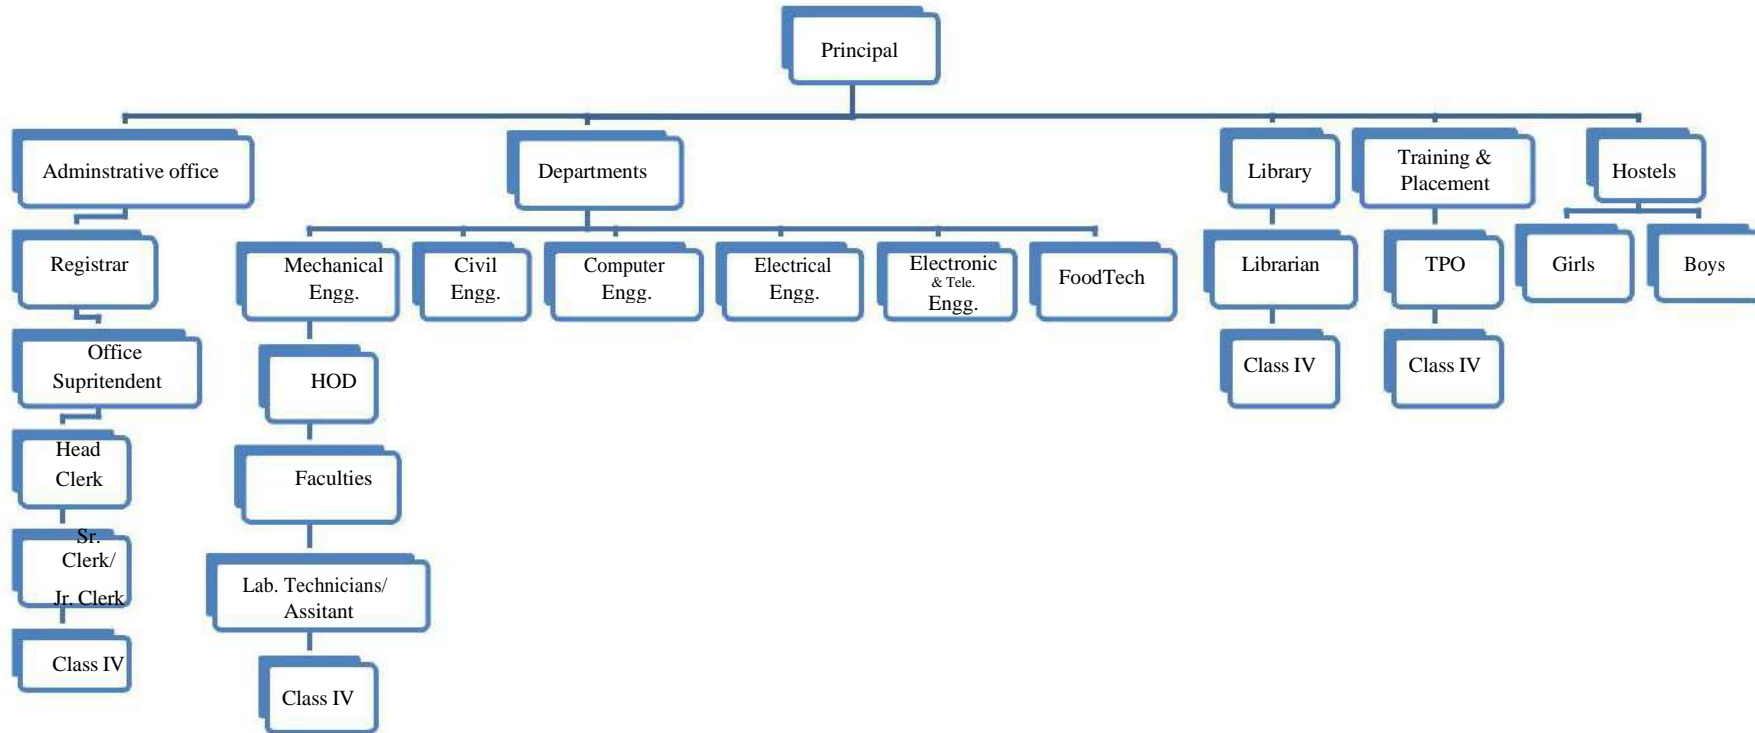 Principal
Adminstrative office
Departments
Library
Training &
Placement
Hostels
Registrar
Mechanical
Engg.
Civil
Engg.
Computer
Engg.
Electrical
Engg.
Electronic
& Tele.
Engg.
FoodTech
Librarian
TPO
Girls
Boys
Office
Supritendent
HOD
Class IV
Class IV
Head
Clerk
Faculties
Sr.
Clerk/
Jr. Clerk
Lab. Technicians/
Assitant
Class IV
Class IV